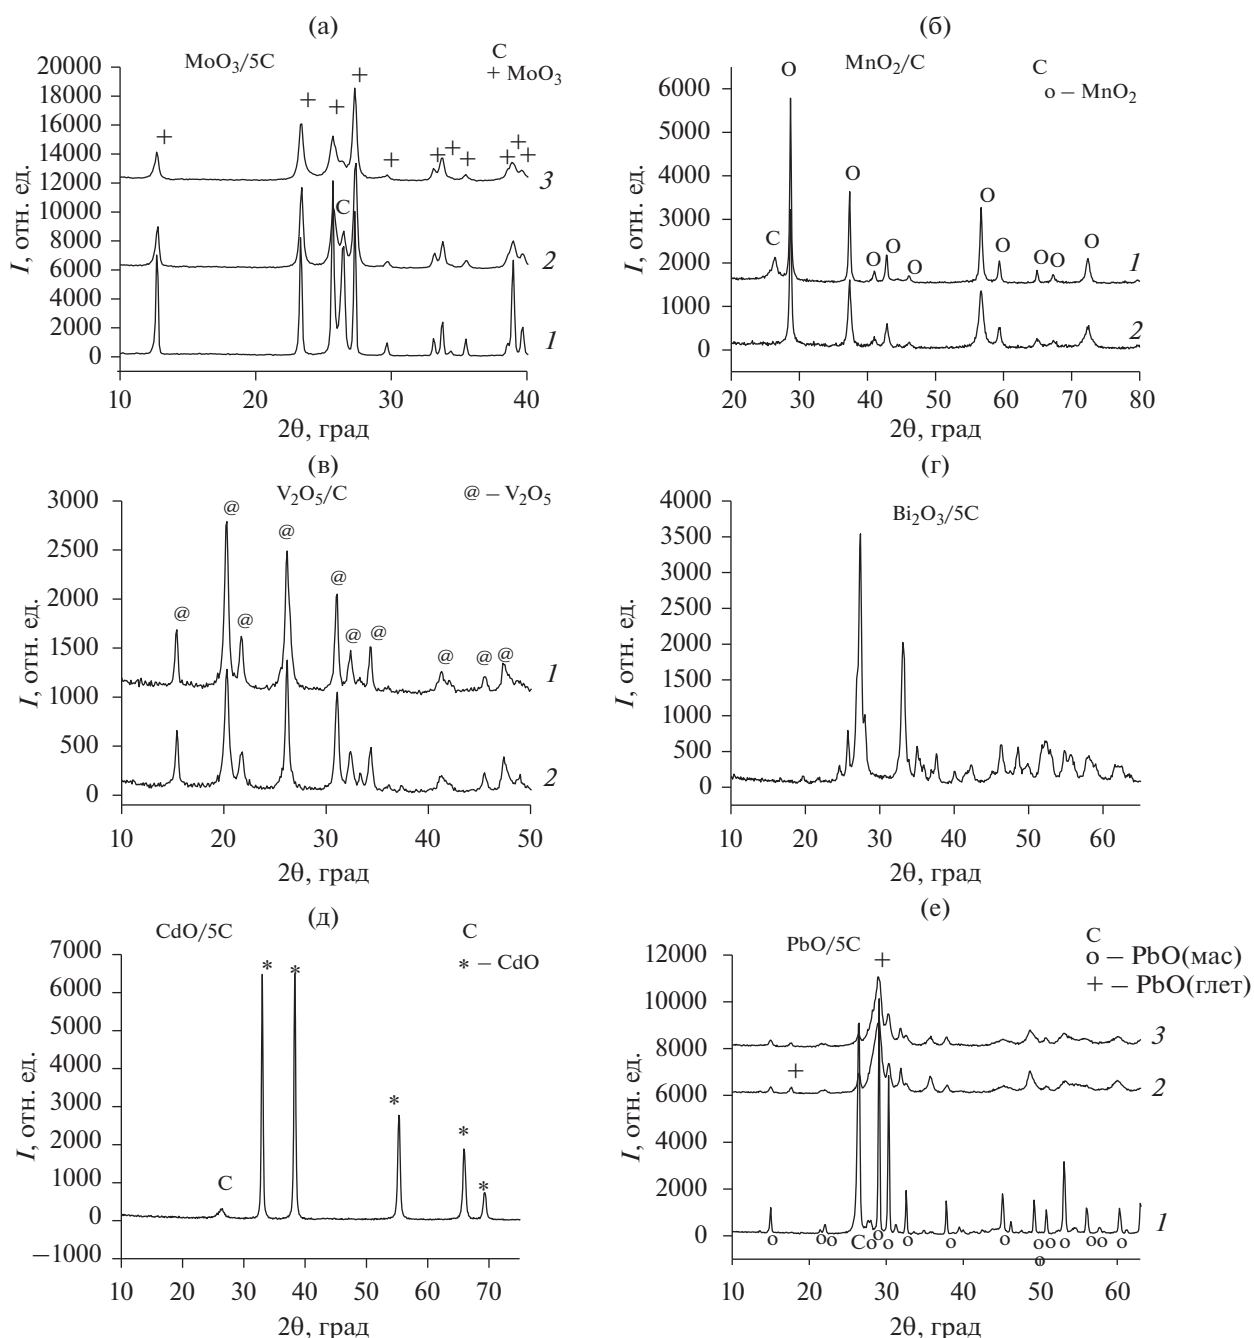 (а)
MoO₃/5C
C
+ MoO₃
20000
18000
16000
14000
12000
10000
8000
6000
4000
2000
0
I, отн. ед.
+ + + + + + + + + + +
C
3
2
1
10 20 30 40
2θ, град
(б)
MnO₂/C
C
o – MnO₂
6000
5000
4000
3000
2000
1000
0
I, отн. ед.
C O O O O O O O O O O
1
2
20 30 40 50 60 70 80
2θ, град
(в)
V₂O₅/C
@ – V₂O₅
3000
2500
2000
1500
1000
500
0
I, отн. ед.
@ @ @ @ @ @ @ @ @ @
1
2
10 20 30 40 50
2θ, град
(г)
Bi₂O₃/5C
4000
3500
3000
2500
2000
1500
1000
500
0
I, отн. ед.
10 20 30 40 50 60
2θ, град
(д)
CdO/5C
C
* – CdO
7000
6000
5000
4000
3000
2000
1000
0
–1000
I, отн. ед.
C * * * * *
10 20 30 40 50 60 70
2θ, град
(е)
PbO/5C
C
o – PbO(мас)
+ – PbO(глет)
12000
10000
8000
6000
4000
2000
0
I, отн. ед.
+
+
3
2
1
o o o C o o o o o o o o o o o o o o
10 20 30 40 50 60
2θ, град